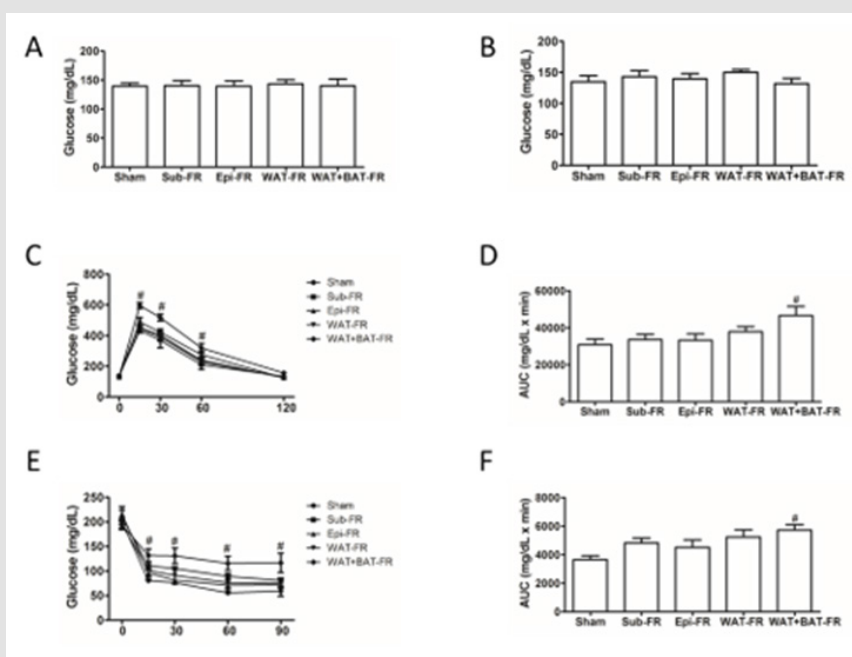 A
Glucose (mg/dL)
200
150
100
50
0
Sham Sub-FR Epi-FR WAT-FR WAT+BAT-FR
B
Glucose (mg/dL)
200
150
100
50
0
Sham Sub-FR Epi-FR WAT-FR WAT+BAT-FR
C
Glucose (mg/dL)
800
600
400
200
0
# # #
0 30 60 120
Sham
Sub-FR
Epi-FR
WAT-FR
WAT+BAT-FR
D
AUC (mg/dL x min)
60000
40000
20000
0
#
Sham Sub-FR Epi-FR WAT-FR WAT+BAT-FR
E
Glucose (mg/dL)
250
200
150
100
50
0
# # # #
0 30 60 90
Sham
Sub-FR
Epi-FR
WAT-FR
WAT+BAT-FR
F
AUC (mg/dL x min)
8000
6000
4000
2000
0
#
Sham Sub-FR Epi-FR WAT-FR WAT+BAT-FR